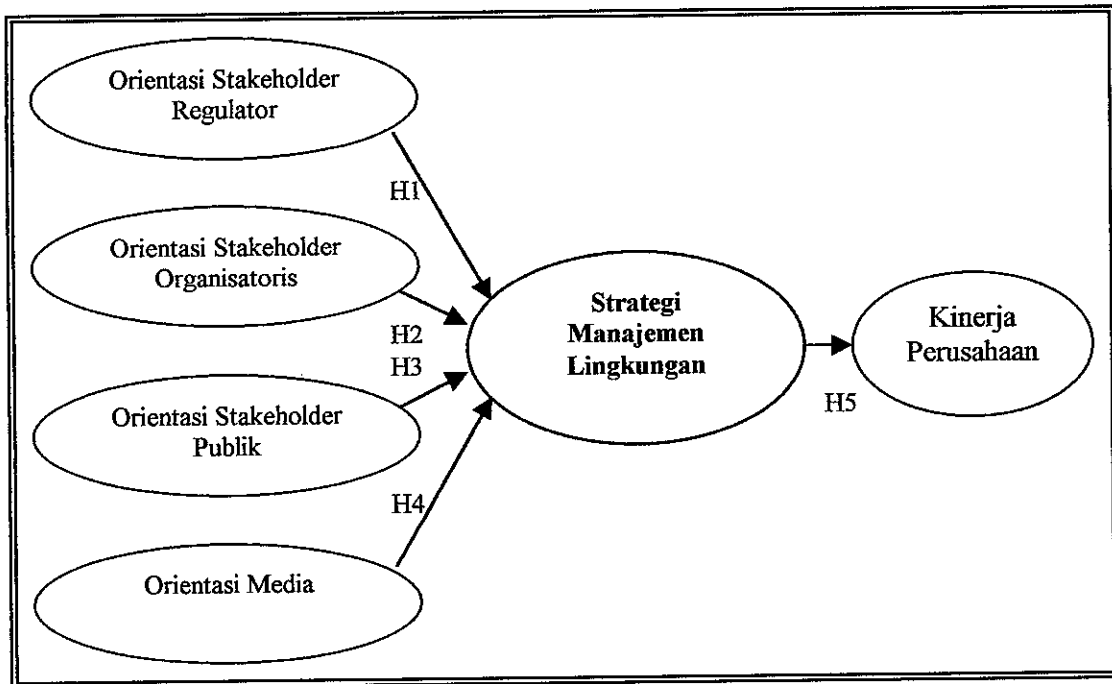 Orientasi Stakeholder
Regulator
H1
Orientasi Stakeholder
Organisatoris
H2
H3
Orientasi Stakeholder
Publik
H4
Orientasi Media
Strategi
Manajemen
Lingkungan
H5
Kinerja
Perusahaan